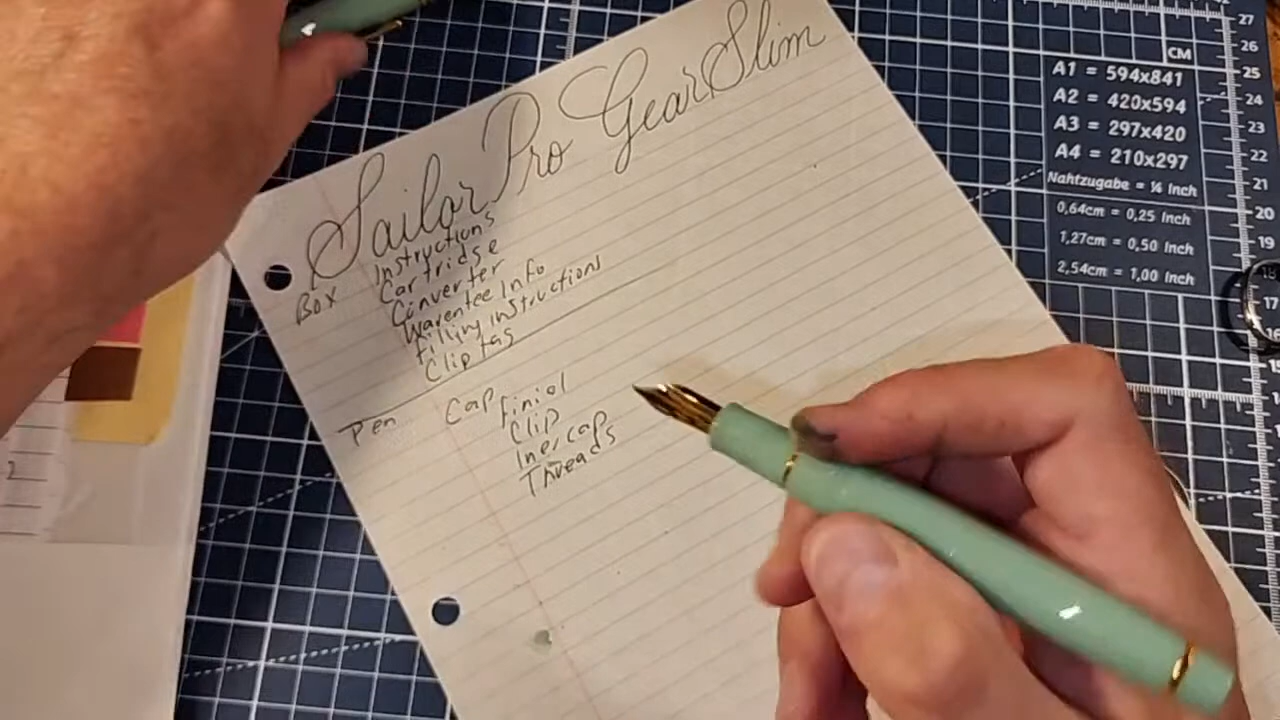 Sailor Pro Gear Slim
Box Instructions
Cartridge
Cinverter
Warentee Info
Filling instructions
Clip tag
Pen Cap Finial
Clip
Inercap
Threads
CM
A1 = 594x841
A2 = 420x594
A3 = 297x420
A4 = 210x297
Nahtzugabe = ¼ Inch
0,64cm = 0,25 Inch
1,27cm = 0,50 Inch
2,54cm = 1,00 Inch
27
26
25
24
23
22
21
20
19
18
17
16
2